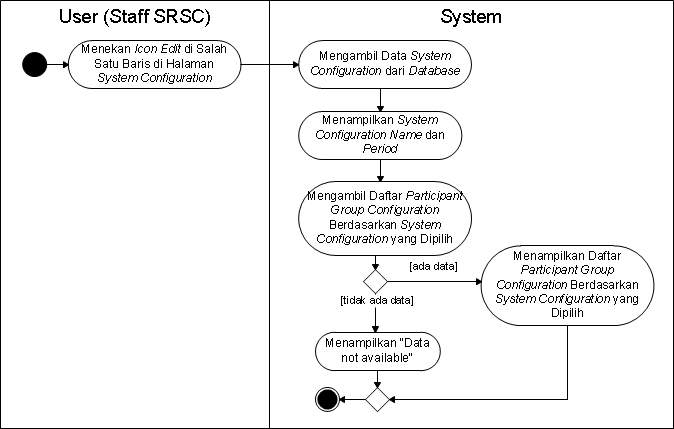 User (Staff SRSC)
System
Menekan Icon Edit di Salah
Satu Baris di Halaman
System Configuration
Mengambil Data System
Configuration dari Database
Menampilkan System
Configuration Name dan
Period
Mengambil Daftar Participant
Group Configuration
Berdasarkan System
Configuration yang Dipilih
[ada data]
[tidak ada data]
Menampilkan Daftar
Participant Group
Configuration Berdasarkan
System Configuration yang
Dipilih
Menampilkan "Data
not available"